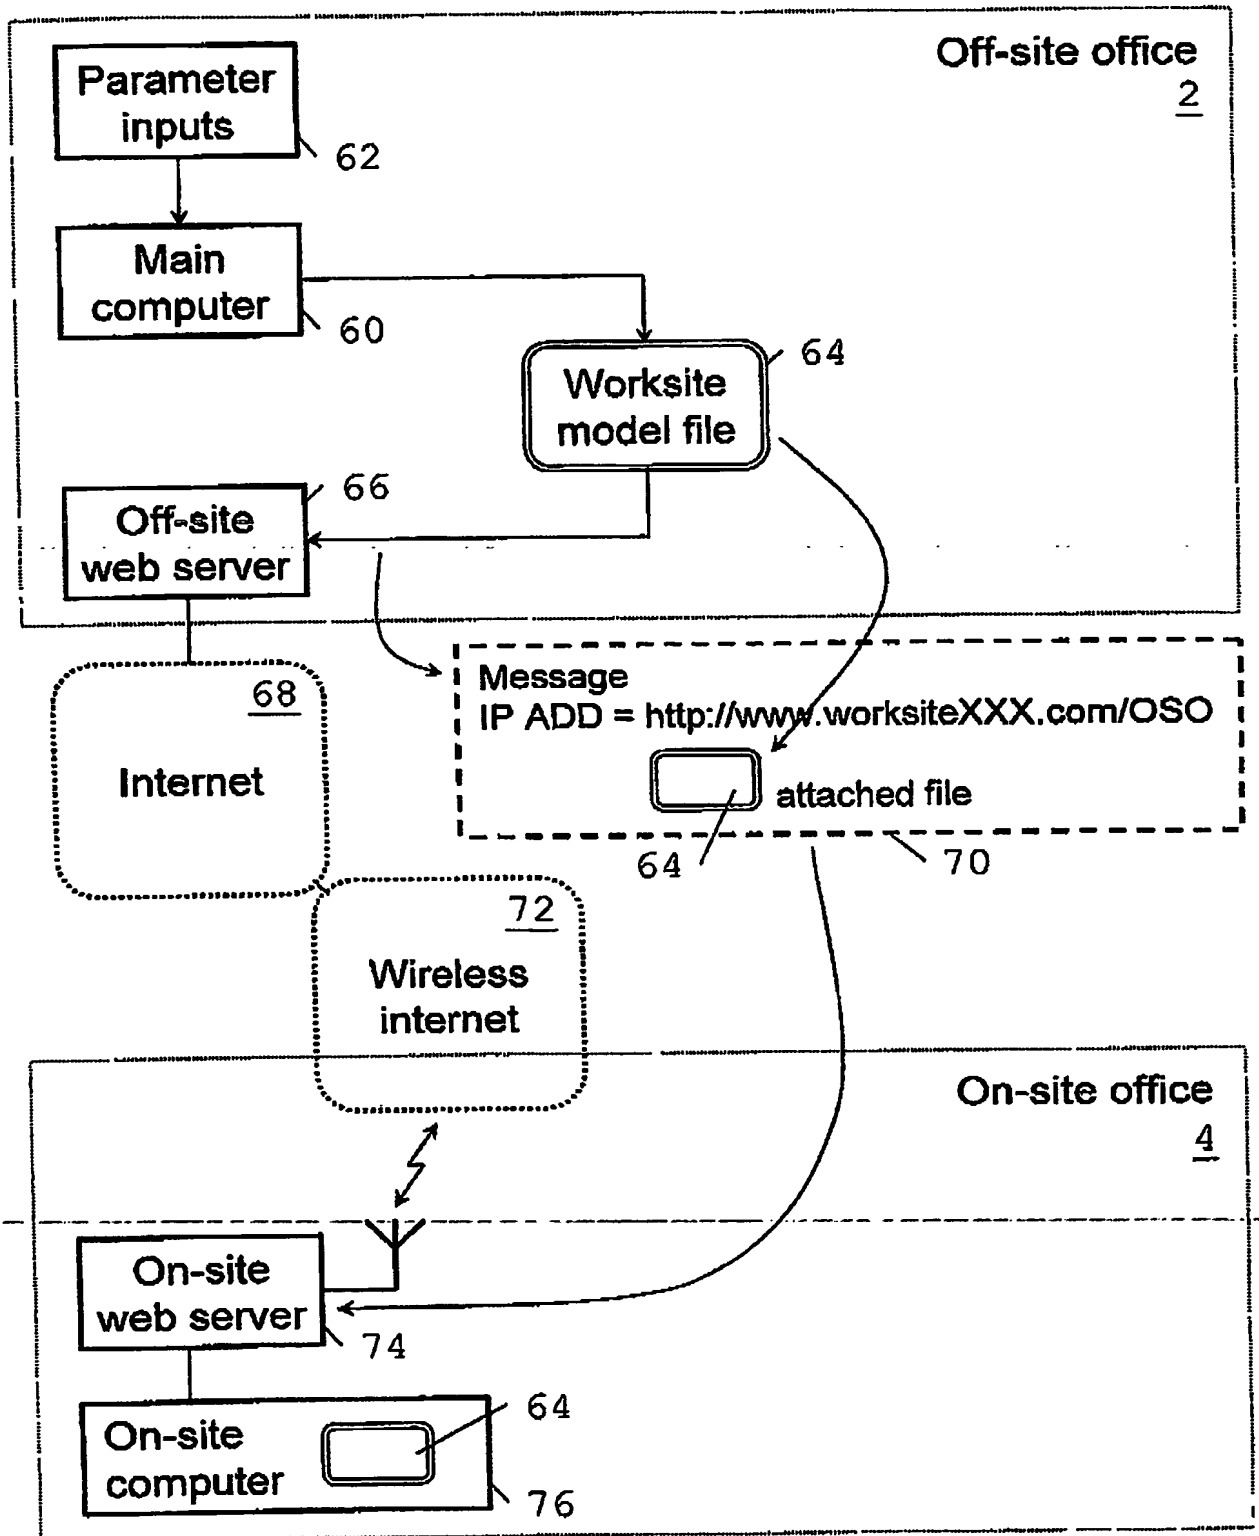 Off-site office
2
Parameter
inputs
62
Main
computer
60
64
Worksite
model file
66
Off-site
web server
68
Internet
Message
IP ADD = http://www.worksiteXXX.com/OSO
attached file
64
70
72
Wireless
internet
On-site office
4
On-site
web server
74
64
On-site
computer
76